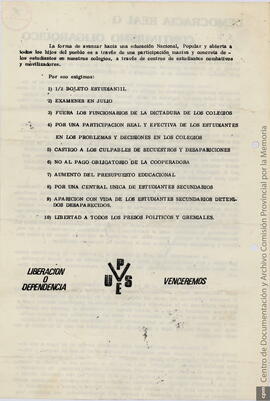 La forma de avanzar hacia una educación Nacional, Popular y abierta a
todos los hijos del pueblo es a través de una participación masiva y concreta de-
los estudiantes en nuestros colegios, a través de centros de estudiantes combativos
y movilizadores.
Por eso exigimos:
1) 1/2 BOLETO ESTUDIANTIL
2) EXAMENES EN JULIO
3) FUERA LOS FUNCIONARIOS DE LA DICTADURA DE LOS COLEGIOS
4) POR UNA PARTICIPACION REAL Y EFECTIVA DE LOS ESTUDIANTES
EN LOS PROBLEMAS Y DECISIONES EN LOS COLEGIOS
5) CASTIGO A LOS CULPABLES DE SECUESTROS Y DESAPARICIONES
6) NO AL PAGO OBLIGATORIO DE LA COOPERADORA
7) AUMENTO DEL PRESUPUESTO EDUCACIONAL
8) POR UNA CENTRAL UNICA DE ESTUDIANTES SECUNDARIOS
9) APARICION CON VIDA DE LOS ESTUDIANTES SECUNDARIOS DETENI-
DOS DESAPARECIDOS.
10) LIBERTAD A TODOS LOS PRESOS POLITICOS Y GREMIALES.
LIBERACION
O
DEPENDENCIA
P
U S
E
VENCEREMOS
cpm Centro de Documentación y Archivo Comisión Provincial por la Memoria